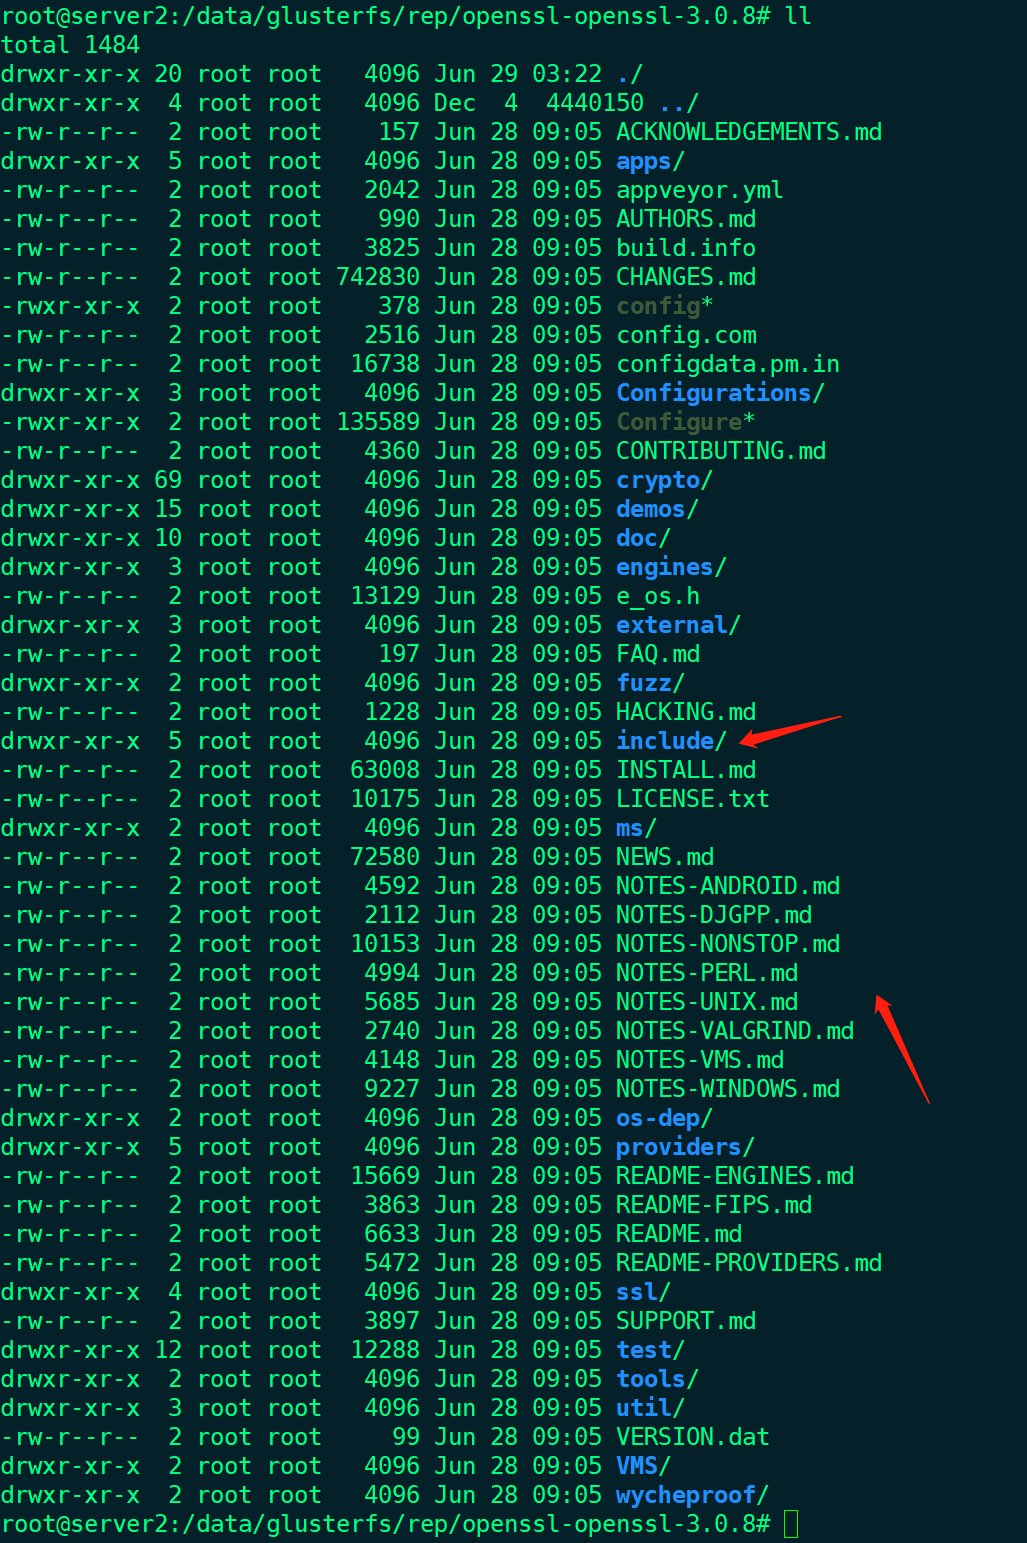 root@server2:/data/glusterfs/rep/openssl-openssl-3.0.8# ll
total 1484
drwxr-xr-x 20 root root   4096 Jun 29 03:22 ./
drwxr-xr-x  4 root root   4096 Dec  4  4440150 ../
-rw-r--r--  2 root root    157 Jun 28 09:05 ACKNOWLEDGEMENTS.md
drwxr-xr-x  5 root root   4096 Jun 28 09:05 apps/
-rw-r--r--  2 root root   2042 Jun 28 09:05 appveyor.yml
-rw-r--r--  2 root root    990 Jun 28 09:05 AUTHORS.md
-rw-r--r--  2 root root   3825 Jun 28 09:05 build.info
-rw-r--r--  2 root root 742830 Jun 28 09:05 CHANGES.md
-rwxr-xr-x  2 root root    378 Jun 28 09:05 config*
-rw-r--r--  2 root root   2516 Jun 28 09:05 config.com
-rw-r--r--  2 root root  16738 Jun 28 09:05 configdata.pm.in
drwxr-xr-x  3 root root   4096 Jun 28 09:05 Configurations/
-rwxr-xr-x  2 root root 135589 Jun 28 09:05 Configure*
-rw-r--r--  2 root root   4360 Jun 28 09:05 CONTRIBUTING.md
drwxr-xr-x 69 root root   4096 Jun 28 09:05 crypto/
drwxr-xr-x 15 root root   4096 Jun 28 09:05 demos/
drwxr-xr-x 10 root root   4096 Jun 28 09:05 doc/
drwxr-xr-x  3 root root   4096 Jun 28 09:05 engines/
-rw-r--r--  2 root root  13129 Jun 28 09:05 e_os.h
drwxr-xr-x  3 root root   4096 Jun 28 09:05 external/
-rw-r--r--  2 root root    197 Jun 28 09:05 FAQ.md
drwxr-xr-x  2 root root   4096 Jun 28 09:05 fuzz/
-rw-r--r--  2 root root   1228 Jun 28 09:05 HACKING.md
drwxr-xr-x  5 root root   4096 Jun 28 09:05 include/
-rw-r--r--  2 root root  63008 Jun 28 09:05 INSTALL.md
-rw-r--r--  2 root root  10175 Jun 28 09:05 LICENSE.txt
drwxr-xr-x  2 root root   4096 Jun 28 09:05 ms/
-rw-r--r--  2 root root  72580 Jun 28 09:05 NEWS.md
-rw-r--r--  2 root root   4592 Jun 28 09:05 NOTES-ANDROID.md
-rw-r--r--  2 root root   2112 Jun 28 09:05 NOTES-DJGPP.md
-rw-r--r--  2 root root  10153 Jun 28 09:05 NOTES-NONSTOP.md
-rw-r--r--  2 root root   4994 Jun 28 09:05 NOTES-PERL.md
-rw-r--r--  2 root root   5685 Jun 28 09:05 NOTES-UNIX.md
-rw-r--r--  2 root root   2740 Jun 28 09:05 NOTES-VALGRIND.md
-rw-r--r--  2 root root   4148 Jun 28 09:05 NOTES-VMS.md
-rw-r--r--  2 root root   9227 Jun 28 09:05 NOTES-WINDOWS.md
drwxr-xr-x  2 root root   4096 Jun 28 09:05 os-dep/
drwxr-xr-x  5 root root   4096 Jun 28 09:05 providers/
-rw-r--r--  2 root root  15669 Jun 28 09:05 README-ENGINES.md
-rw-r--r--  2 root root   3863 Jun 28 09:05 README-FIPS.md
-rw-r--r--  2 root root   6633 Jun 28 09:05 README.md
-rw-r--r--  2 root root   5472 Jun 28 09:05 README-PROVIDERS.md
drwxr-xr-x  4 root root   4096 Jun 28 09:05 ssl/
-rw-r--r--  2 root root   3897 Jun 28 09:05 SUPPORT.md
drwxr-xr-x 12 root root  12288 Jun 28 09:05 test/
drwxr-xr-x  2 root root   4096 Jun 28 09:05 tools/
drwxr-xr-x  3 root root   4096 Jun 28 09:05 util/
-rw-r--r--  2 root root     99 Jun 28 09:05 VERSION.dat
drwxr-xr-x  2 root root   4096 Jun 28 09:05 VMS/
drwxr-xr-x  2 root root   4096 Jun 28 09:05 wycheproof/
root@server2:/data/glusterfs/rep/openssl-openssl-3.0.8#